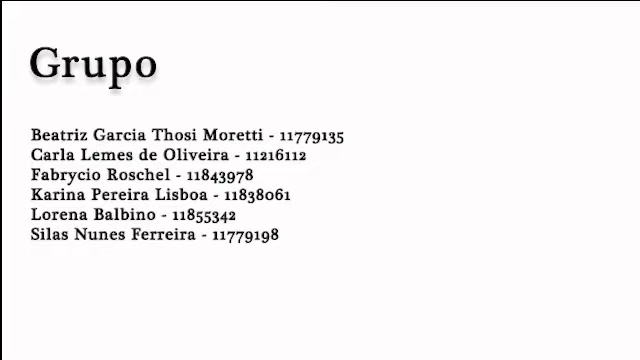 Grupo
Beatriz Garcia Thosi Moretti - 11779135
Carla Lemes de Oliveira - 11216112
Fabrycio Roschel - 11843978
Karina Pereira Lisboa - 11838061
Lorena Balbino - 11855342
Silas Nunes Ferreira - 11779198